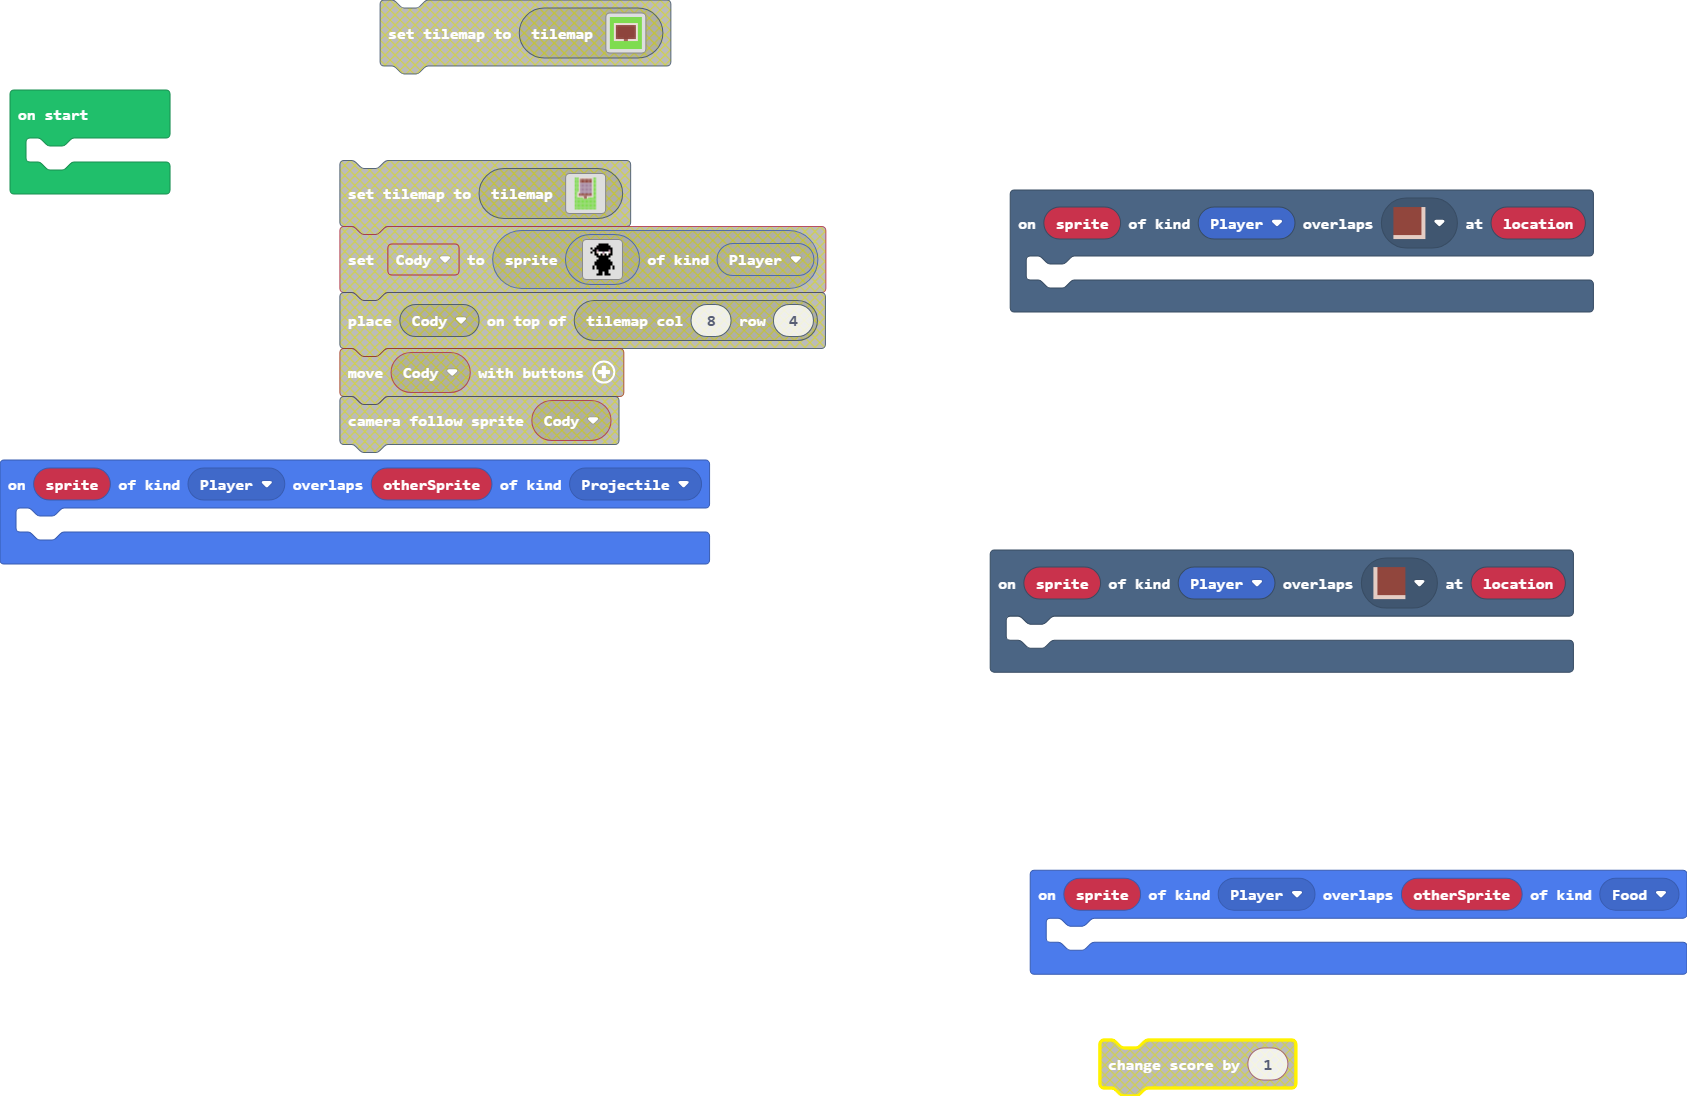 set tilemap to tilemap
on start
set tilemap to tilemap
set Cody to sprite of kind Player
place Cody on top of tilemap col 8 row 4
move Cody with buttons
camera follow sprite Cody
on sprite of kind Player overlaps at location
on sprite of kind Player overlaps otherSprite of kind Projectile
on sprite of kind Player overlaps at location
on sprite of kind Player overlaps otherSprite of kind Food
change score by 1